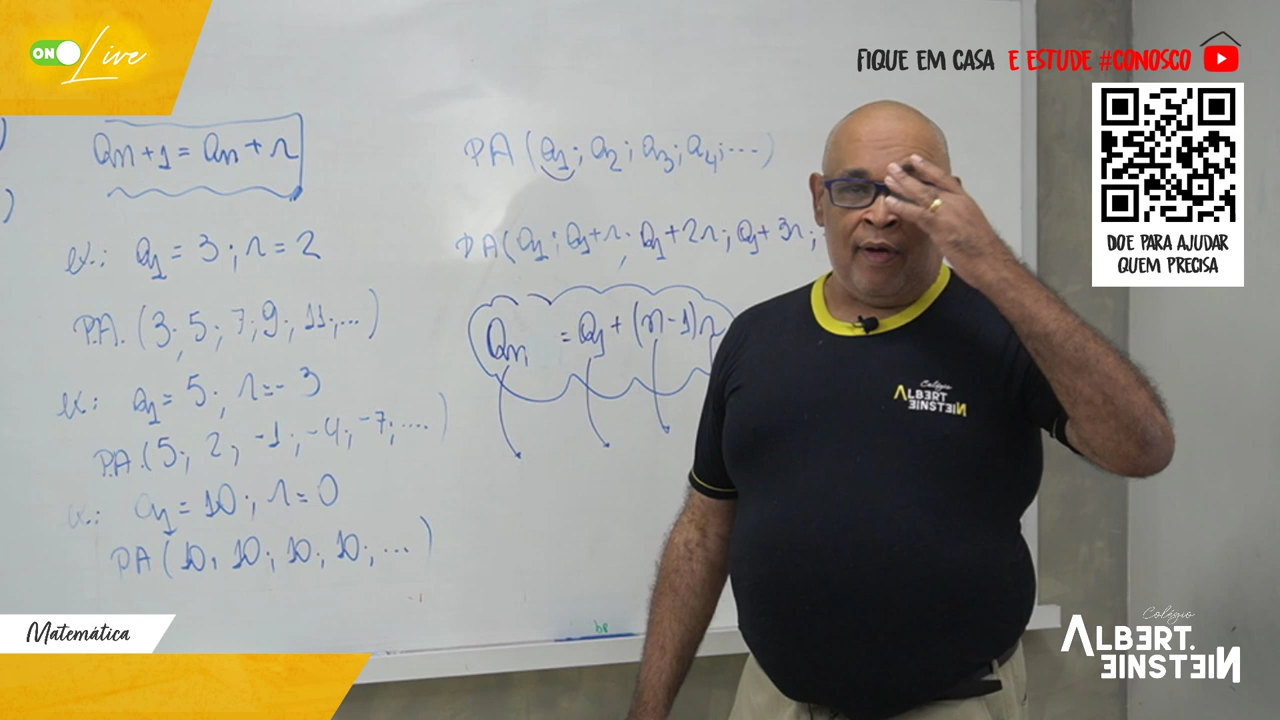 ON Live
FIQUE EM CASA E ESTUDE #CONOSCO
DOE PARA AJUDAR
QUEM PRECISA
an+1 = an + r
ex.: a1 = 3; r = 2
P.A. (3; 5; 7; 9; 11; ...)
ex: a1 = 5; r = -3
P.A. (5; 2; -1; -4; -7; ....)
ex.: a1 = 10; r = 0
PA (10, 10; 10; 10; ...)
PA (a1; a2; a3; a4; ...)
PA (a1; a1+r; a1+2r; a1+3r;
an = a1 + (n-1)r
Colégio
ALBERT
EINSTEIN
Matemática
Colégio
ALBERT.
EINSTEIN